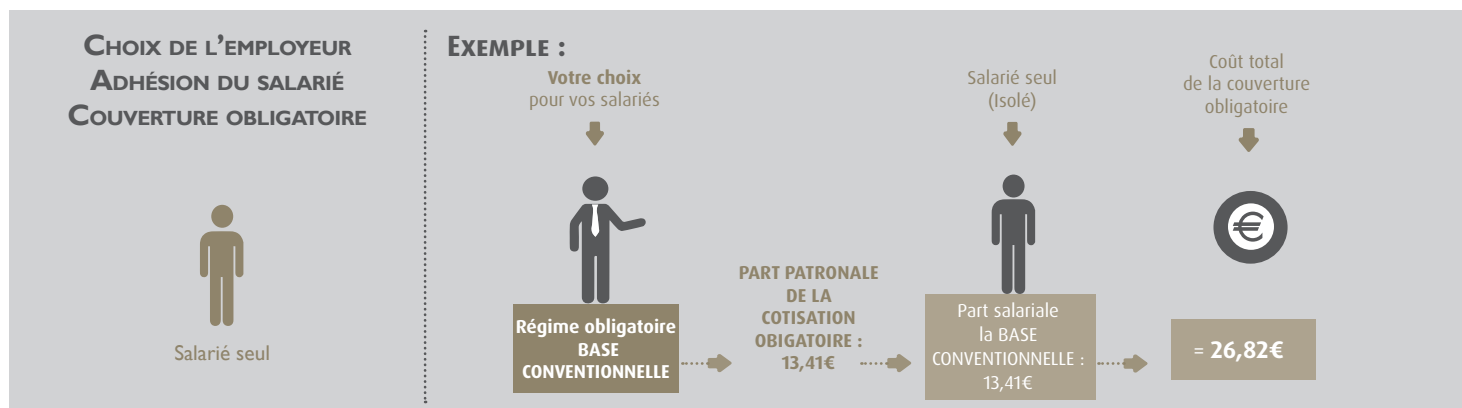 Choix de l'employeur
Adhésion du salarié
Couverture obligatoire
Salarié seul
Exemple :
Votre choix
pour vos salariés
Régime obligatoire
BASE
CONVENTIONNELLE
PART PATRONALE
DE LA
COTISATION
OBIGATOIRE :
13,41€
Salarié seul
(Isolé)
Part salariale
la BASE
CONVENTIONNELLE :
13,41€
Coût total
de la couverture
obligatoire
€
= 26,82€